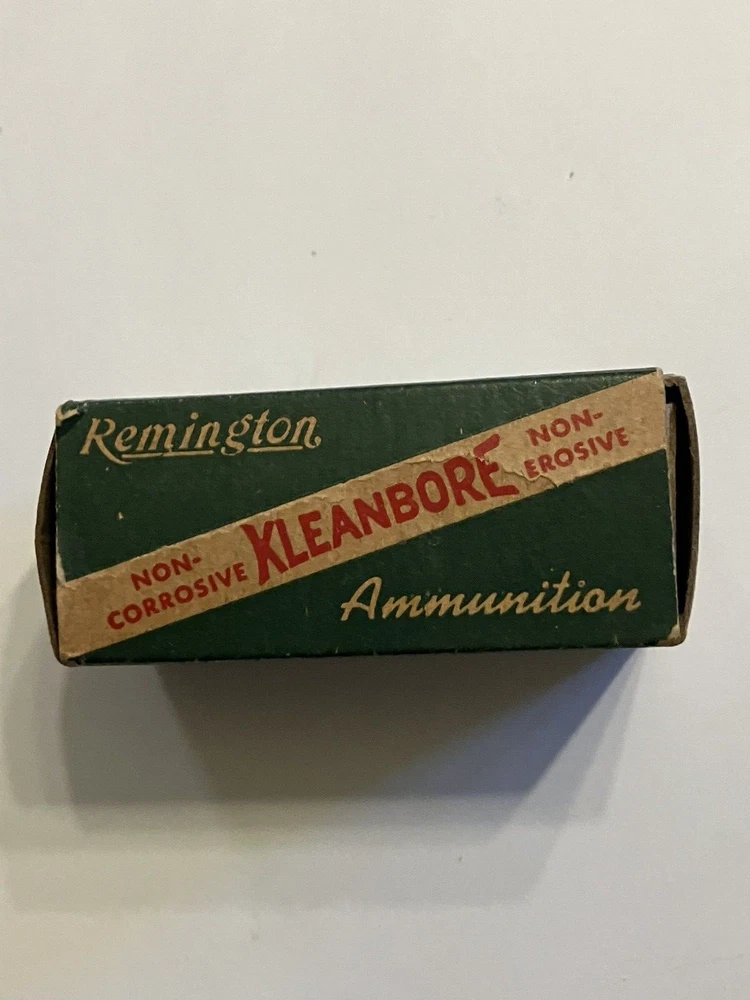 Remington
NON-
CORROSIVE
KLEANBORE
NON-
EROSIVE
Ammunition